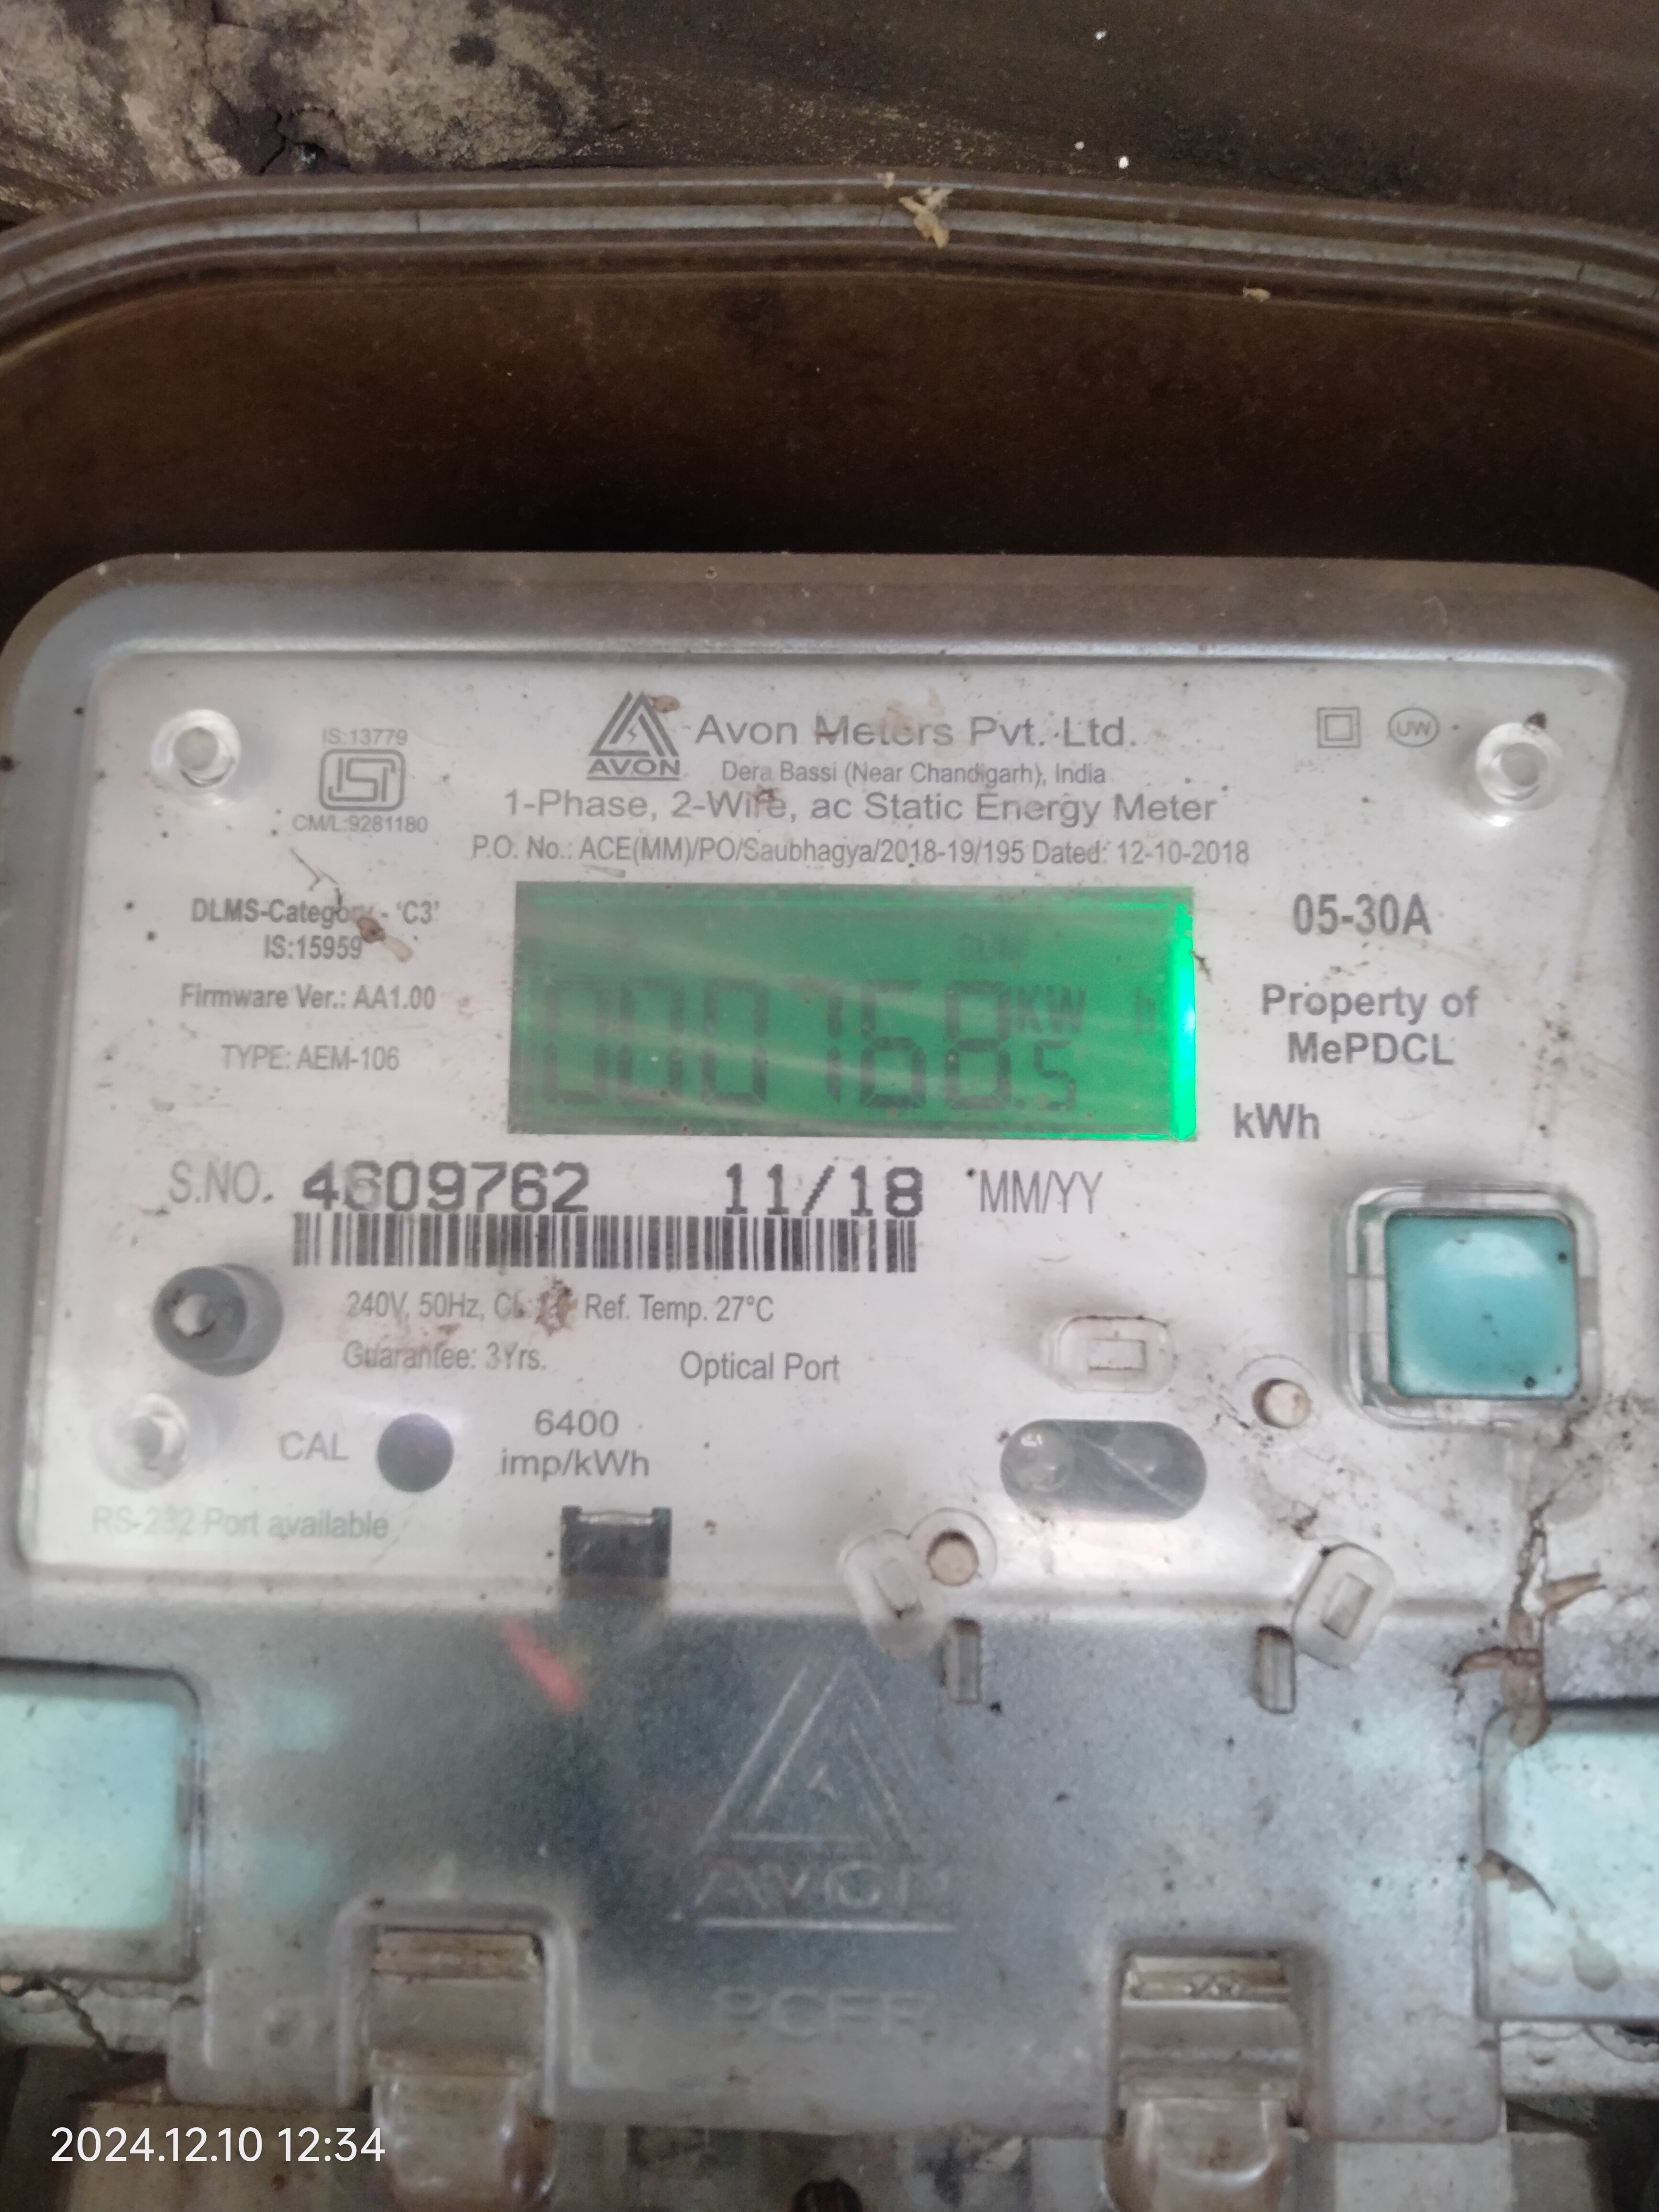 IS:13779
ISI
CM/L:9281180
AVON
Avon Meters Pvt. Ltd.
UW
Dera Bassi (Near Chandigarh), India
1-Phase, 2-Wire, ac Static Energy Meter
P.O. No.: ACE(MM)/PO/Saubhagya/2018-19/195 Dated: 12-10-2018
DLMS-Category - 'C3'
IS:15959
Firmware Ver.: AA1.00
TYPE: AEM-106
000768.5 KW h
05-30A
Property of
MePDCL
kWh
S.NO. 4609762 11/18 MM/YY
240V, 50Hz, Cl. Ref. Temp. 27°C
Guarantee: 3Yrs.
Optical Port
CAL
6400
imp/kWh
RS-232 Port available
AVON
2024.12.10 12:34